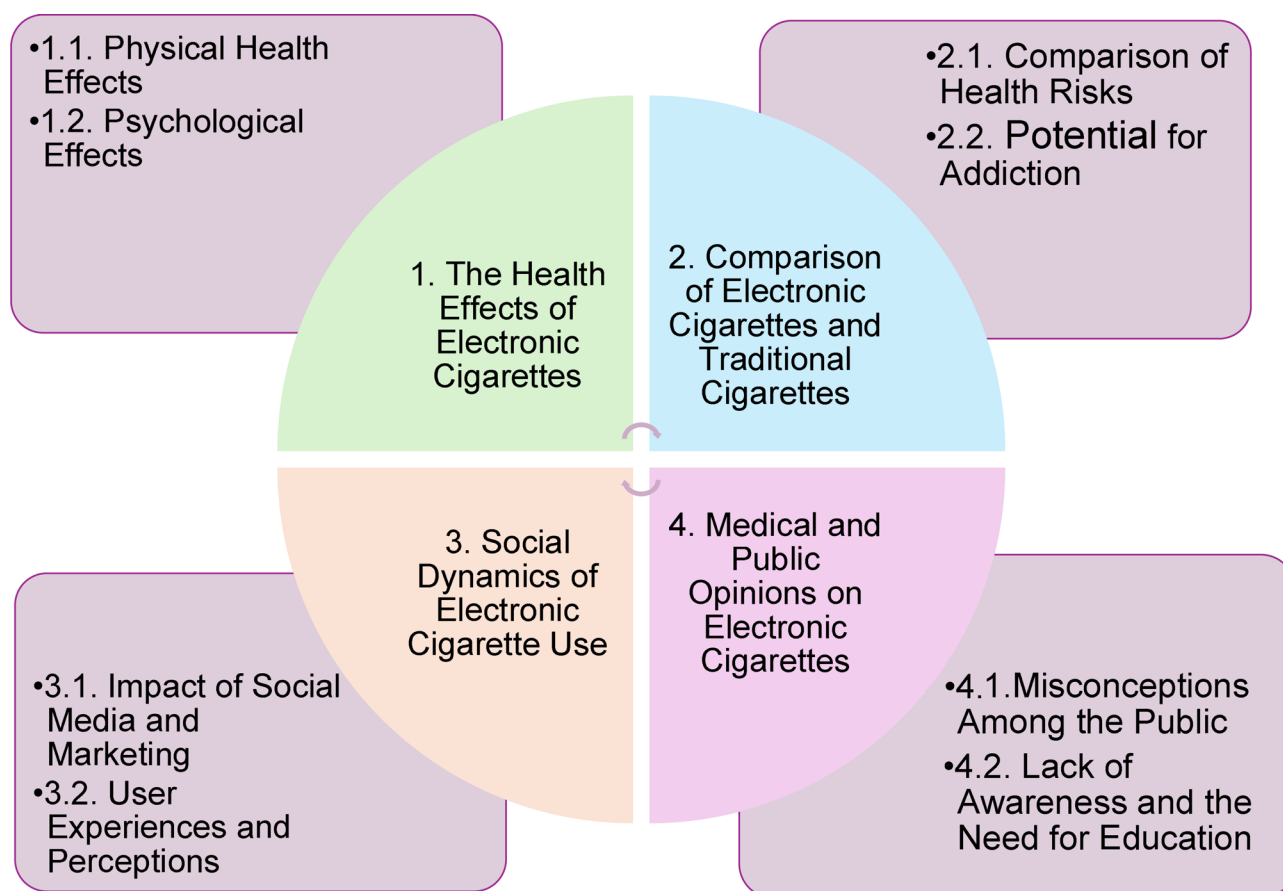 •1.1. Physical Health
Effects
•1.2. Psychological
Effects
•2.1. Comparison of
Health Risks
•2.2. Potential for
Addiction
1. The Health
Effects of
Electronic
Cigarettes
2. Comparison
of Electronic
Cigarettes and
Traditional
Cigarettes
3. Social
Dynamics of
Electronic
Cigarette Use
4. Medical and
Public
Opinions on
Electronic
Cigarettes
•3.1. Impact of Social
Media and
Marketing
•3.2. User
Experiences and
Perceptions
•4.1.Misconceptions
Among the Public
•4.2. Lack of
Awareness and the
Need for Education